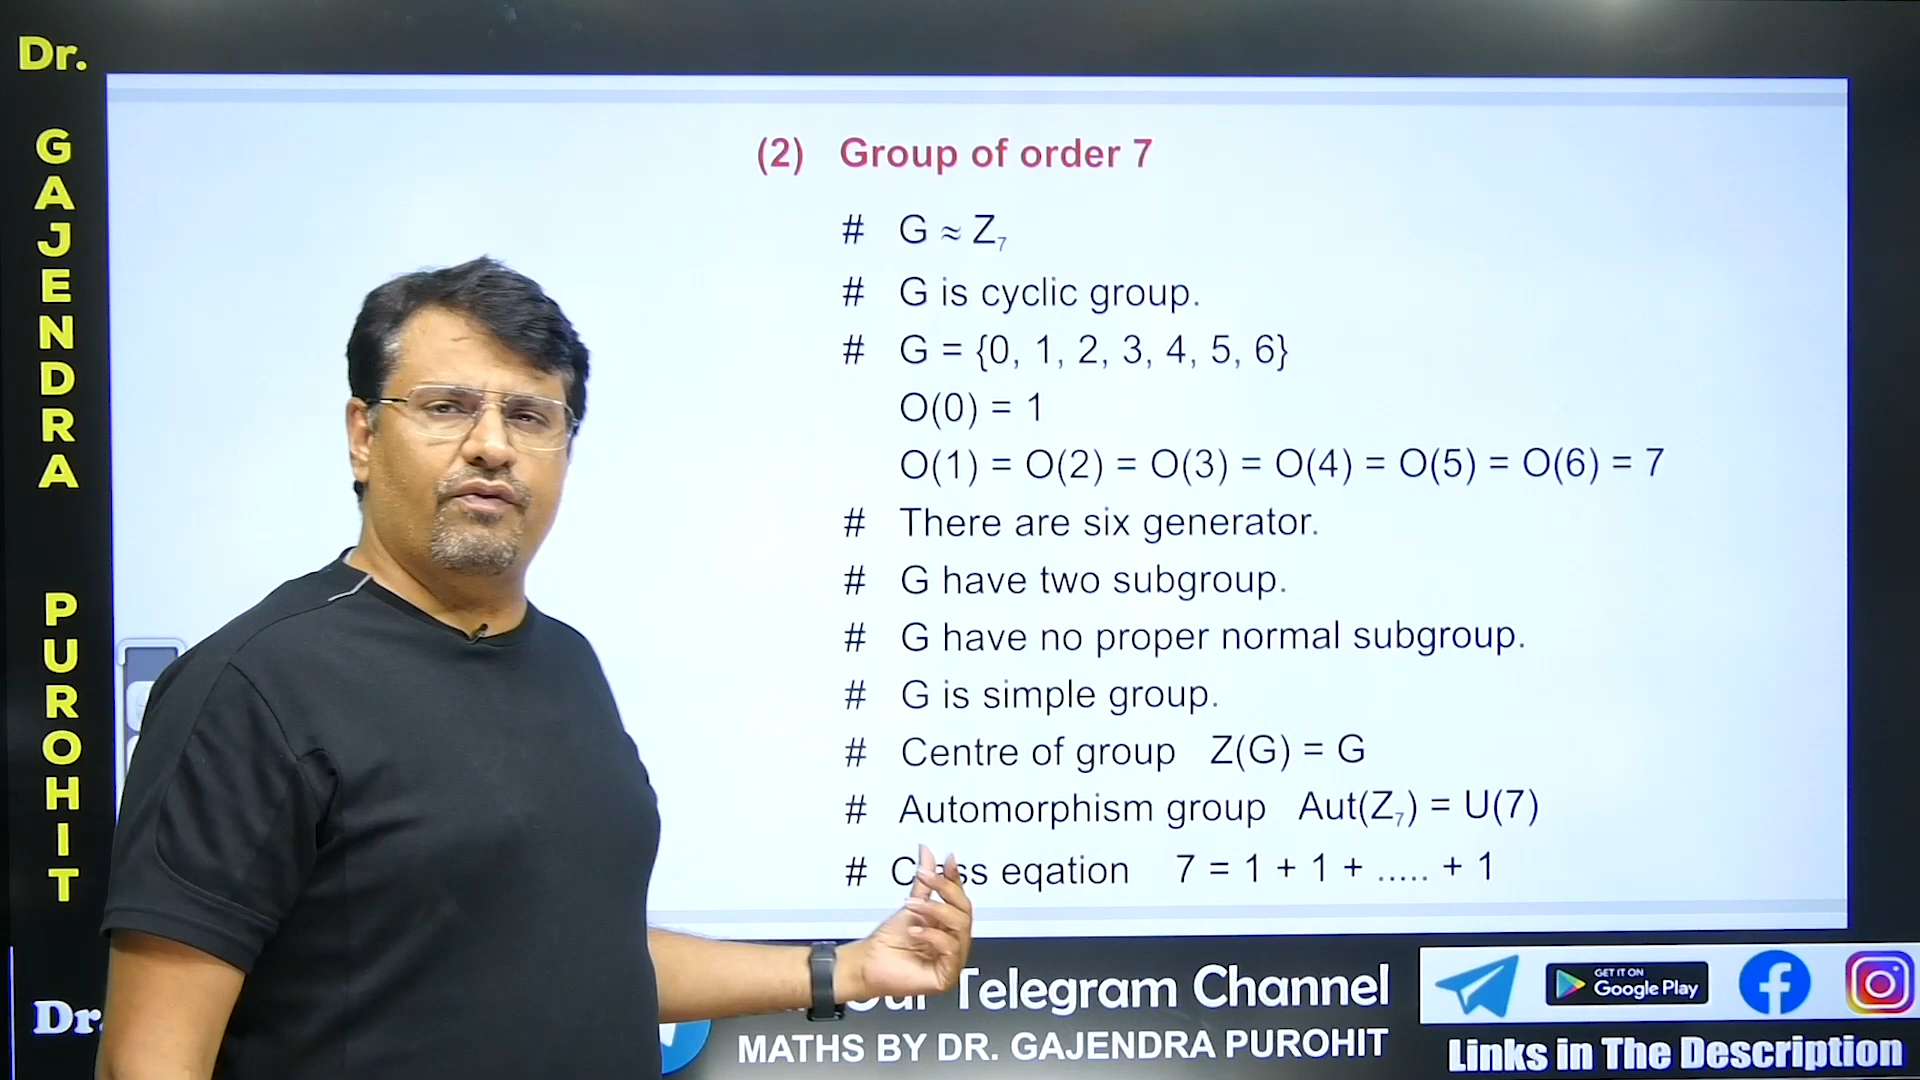 Dr.
GAJENDRA
PUROHIT
(2) Group of order 7
# G ≈ Z₇
# G is cyclic group.
# G = {0, 1, 2, 3, 4, 5, 6}
O(0) = 1
O(1) = O(2) = O(3) = O(4) = O(5) = O(6) = 7
# There are six generator.
# G have two subgroup.
# G have no proper normal subgroup.
# G is simple group.
# Centre of group Z(G) = G
# Automorphism group Aut(Z₇) = U(7)
# eqation 7 = 1 + 1 + ..... + 1
Dr.
Telegram Channel
MATHS BY DR. GAJENDRA PUROHIT
GET IT ON
Google Play
Links in The Description